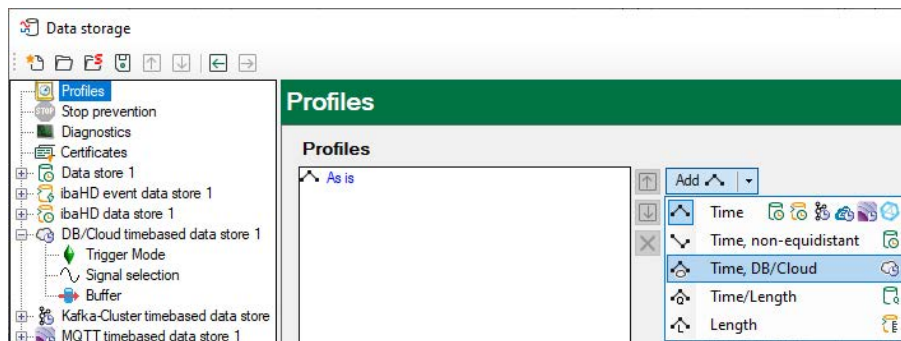 Data storage
Profiles
Stop prevention
Diagnostics
Certificates
Data store 1
ibaHD event data store 1
ibaHD data store 1
DB/Cloud timebased data store 1
Trigger Mode
Signal selection
Buffer
Kafka-Cluster timebased data store
MQTT timebased data store 1
Profiles
Profiles
As is
Add
Time
Time, non-equidistant
Time, DB/Cloud
Time/Length
Length